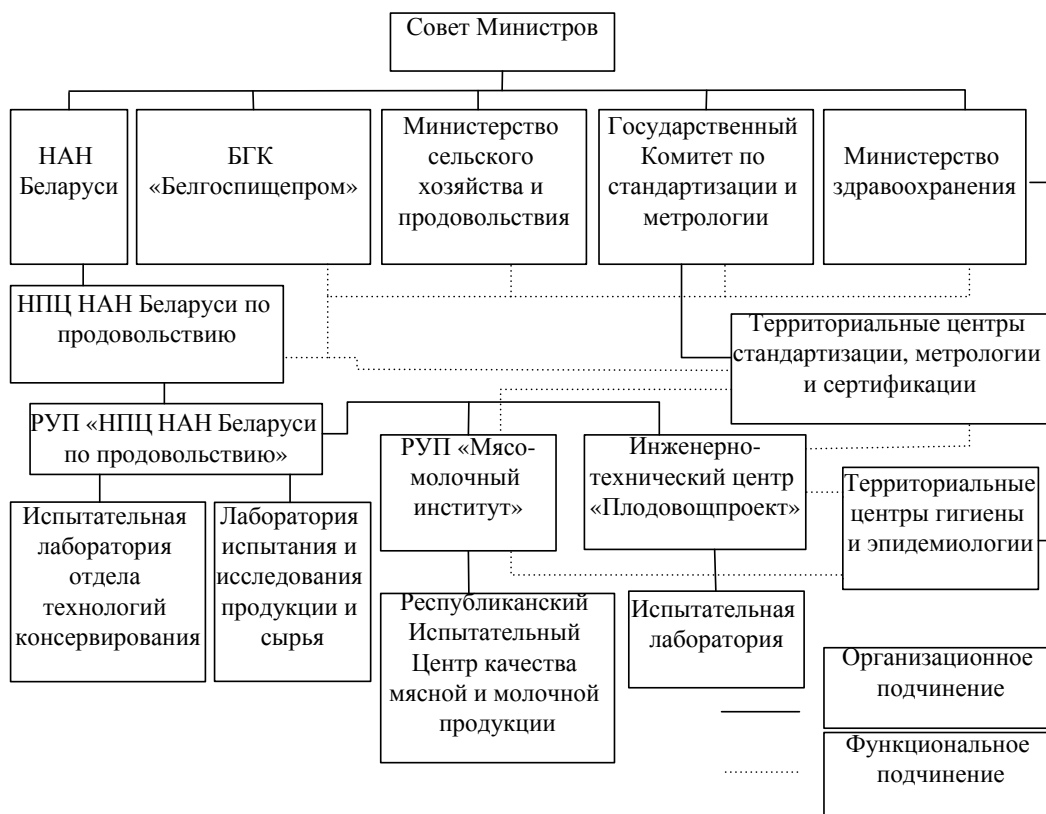 Совет Министров
НАН
Беларуси
БГК
«Белгоспищепром»
Министерство
сельского
хозяйства и
продовольствия
Государственный
Комитет по
стандартизации и
метрологии
Министерство
здравоохранения
НПЦ НАН Беларуси по
продовольствию
Территориальные центры
стандартизации, метрологии
и сертификации
РУП «НПЦ НАН Беларуси
по продовольствию»
РУП «Мясо-
молочный
институт»
Инженерно-
технический центр
«Плодовощпроект»
Территориальные
центры гигиены
и эпидемиологии
Испытательная
лаборатория
отдела
технологий
консервирования
Лаборатория
испытания и
исследования
продукции и
сырья
Республиканский
Испытательный
Центр качества
мясной и молочной
продукции
Испытательная
лаборатория
Организационное
подчинение
Функциональное
подчинение